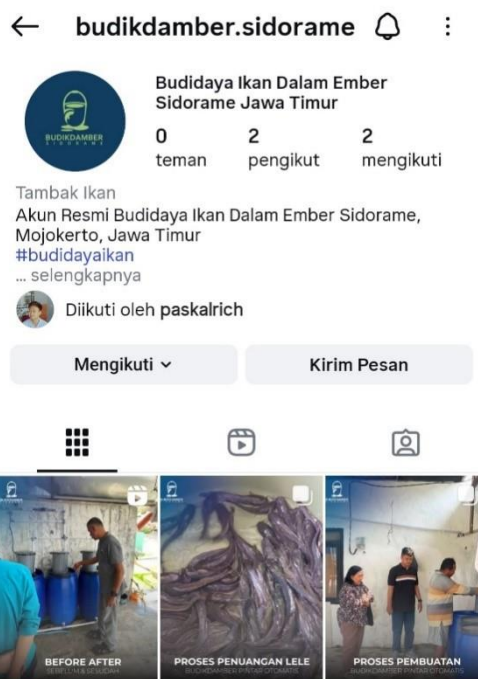 budikdamber.sidorame
BUDIKDAMBER
SIDORAME
Budidaya Ikan Dalam Ember
Sidorame Jawa Timur
0 2 2
teman pengikut mengikuti
Tambak Ikan
Akun Resmi Budidaya Ikan Dalam Ember Sidorame,
Mojokerto, Jawa Timur
#budidayaikan
... selengkapnya
Diikuti oleh paskalrich
Mengikuti
Kirim Pesan
BEFORE AFTER
SEBELUM & SESUDAH
PROSES PENUANGAN LELE
BUDIKDAMBER PINTAR OTOMATIS
PROSES PEMBUATAN
BUDIKDAMBER PINTAR OTOMATIS